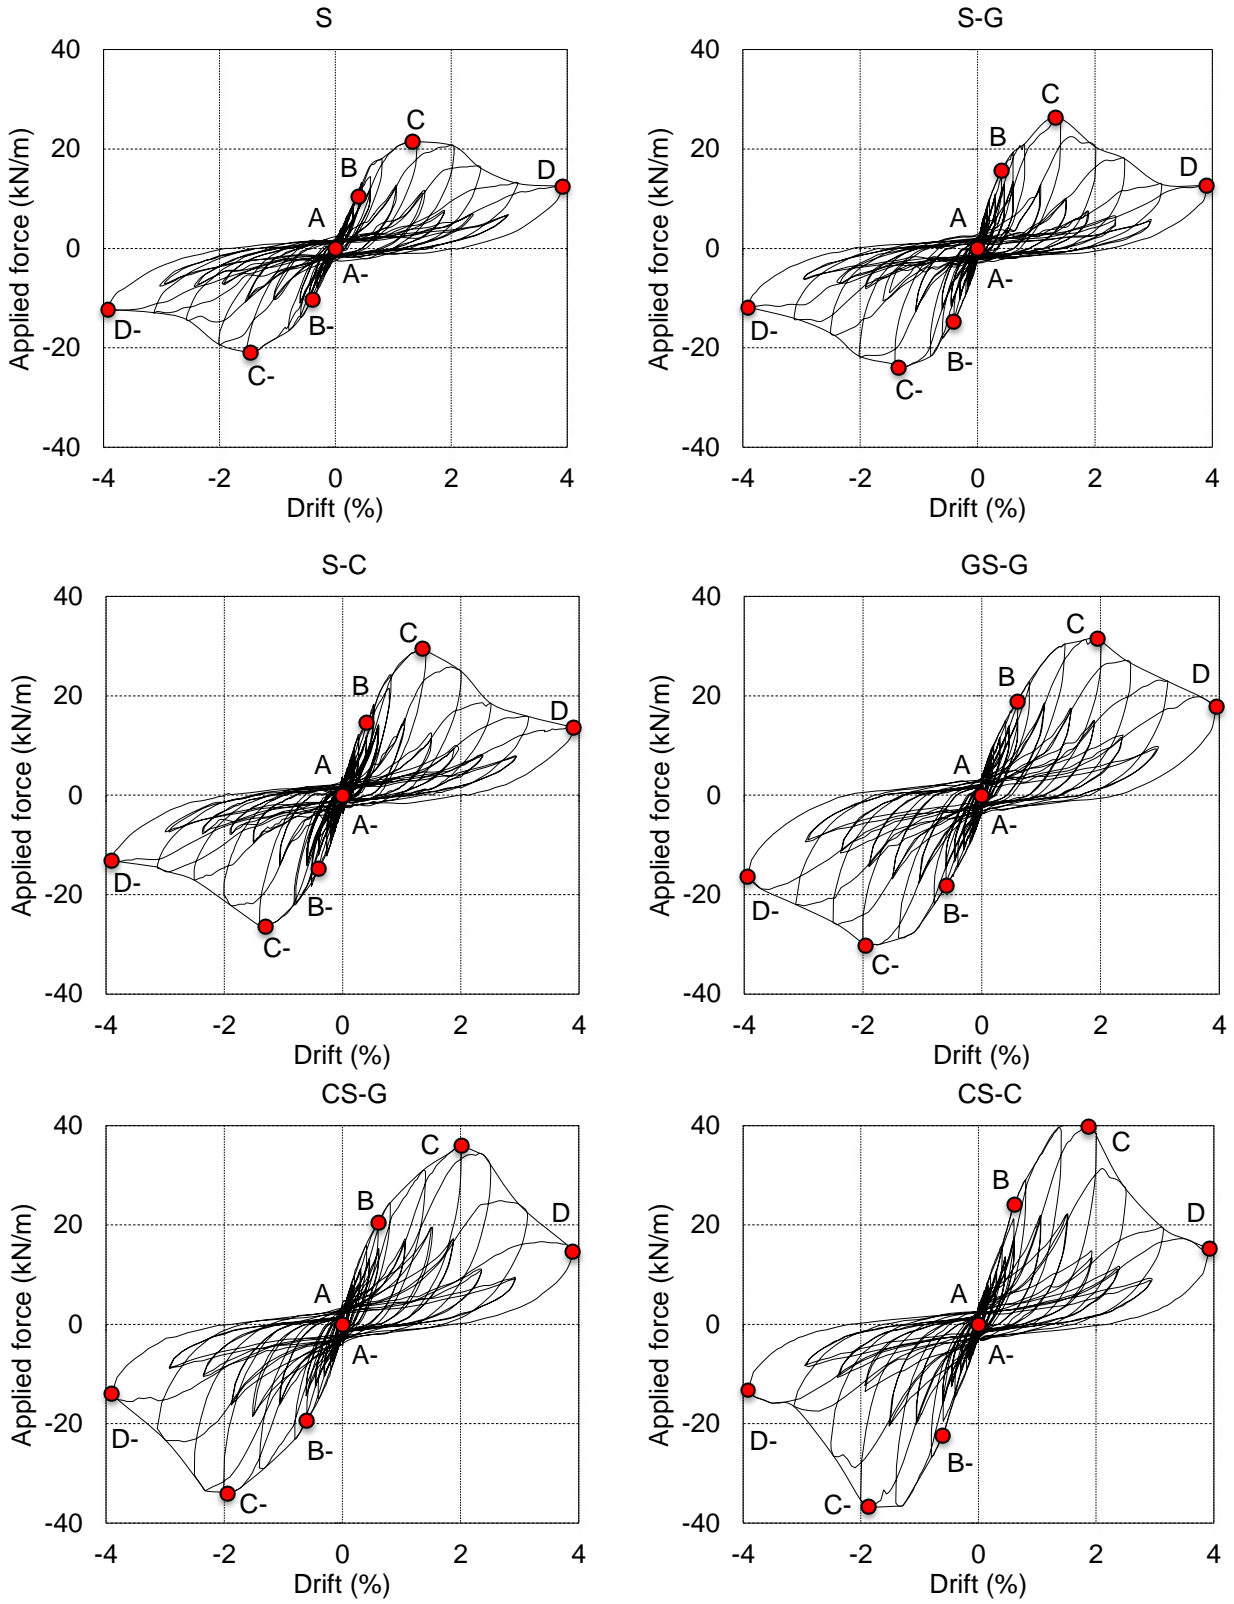 S
40
20
0
-20
-40
-4
-2
0
2
4
Applied force (kN/m)
Drift (%)
A
B
C
D
A-
B-
C-
D-
S-G
40
20
0
-20
-40
-4
-2
0
2
4
Applied force (kN/m)
Drift (%)
A
B
C
D
A-
B-
C-
D-
S-C
40
20
0
-20
-40
-4
-2
0
2
4
Applied force (kN/m)
Drift (%)
A
B
C
D
A-
B-
C-
D-
GS-G
40
20
0
-20
-40
-4
-2
0
2
4
Applied force (kN/m)
Drift (%)
A
B
C
D
A-
B-
C-
D-
CS-G
40
20
0
-20
-40
-4
-2
0
2
4
Applied force (kN/m)
Drift (%)
A
B
C
D
A-
B-
C-
D-
CS-C
40
20
0
-20
-40
-4
-2
0
2
4
Applied force (kN/m)
Drift (%)
A
B
C
D
A-
B-
C-
D-